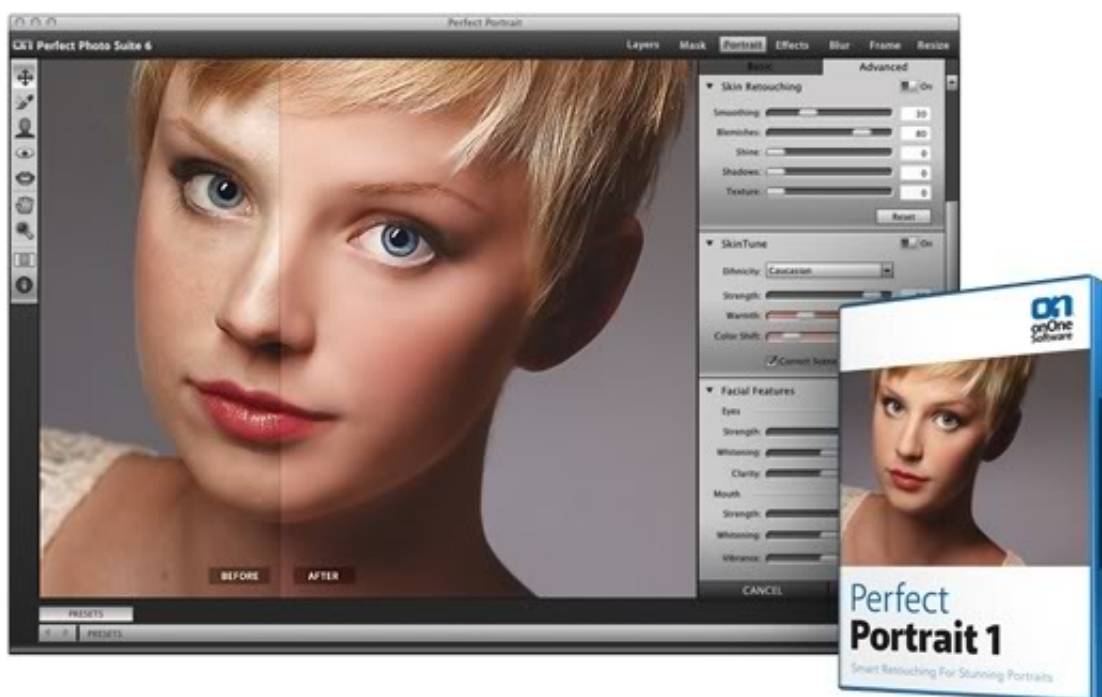 Perfect Portrait
on Perfect Photo Suite 6
Layers Mask Portrait Effects Blur Frame Resize
Basic Advanced
Skin Retouching On
Smoothing: 30
Blemishes: 80
Shine: 0
Shadows: 0
Texture: 0
Reset
SkinTune On
Ethnicity: Caucasian
Strength:
Warmth:
Color Shift:
Correct Scene
Facial Features
Eyes
Strength:
Whitening:
Clarity:
Mouth
Strength:
Whitening:
Vibrance:
BEFORE AFTER
CANCEL
PRESETS
PRESETS
on
onOne
Software
Perfect
Portrait 1
Smart Retouching For Stunning Portraits